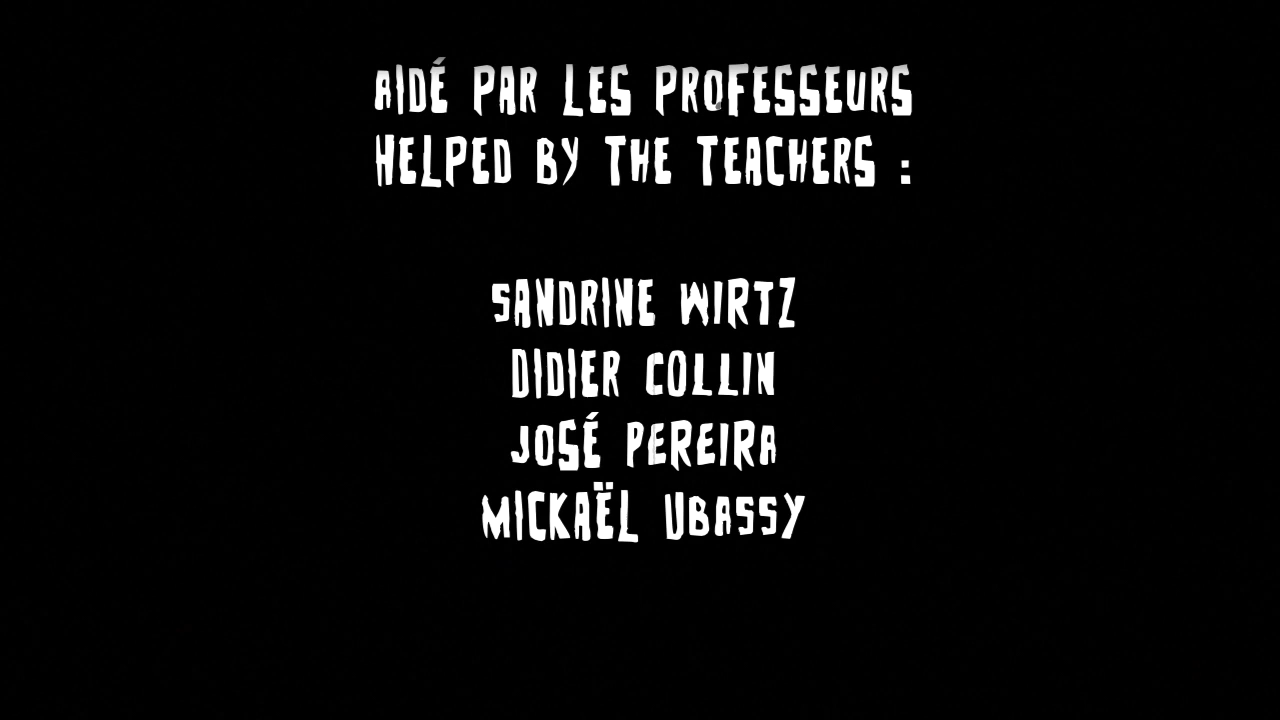 AIDÉ PAR LES PROFESSEURS
HELPED BY THE TEACHERS :
SANDRINE WIRTZ
DIDIER COLLIN
JOSÉ PEREIRA
MICKAËL UBASSY